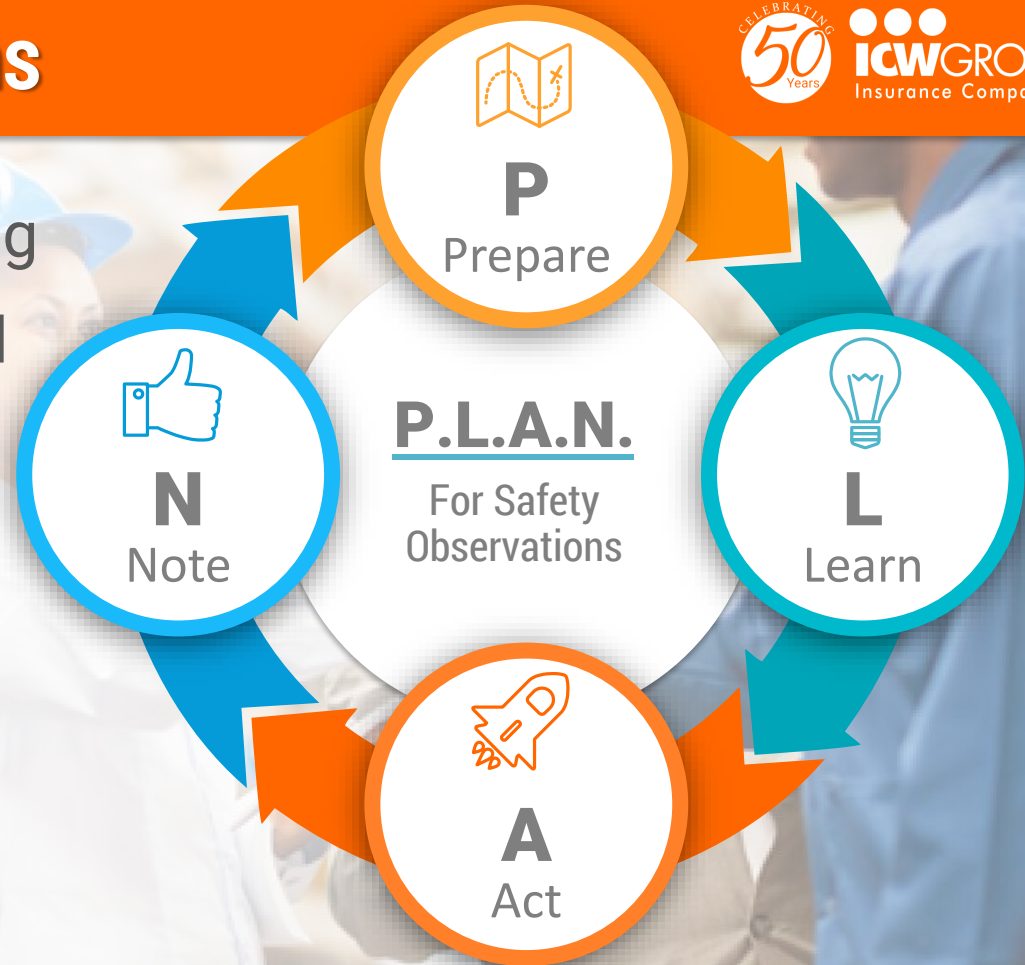 CELEBRATING
50
Years
ICWGRO
Insurance Compa
P
Prepare
g
N
Note
P.L.A.N.
For Safety
Observations
L
Learn
A
Act